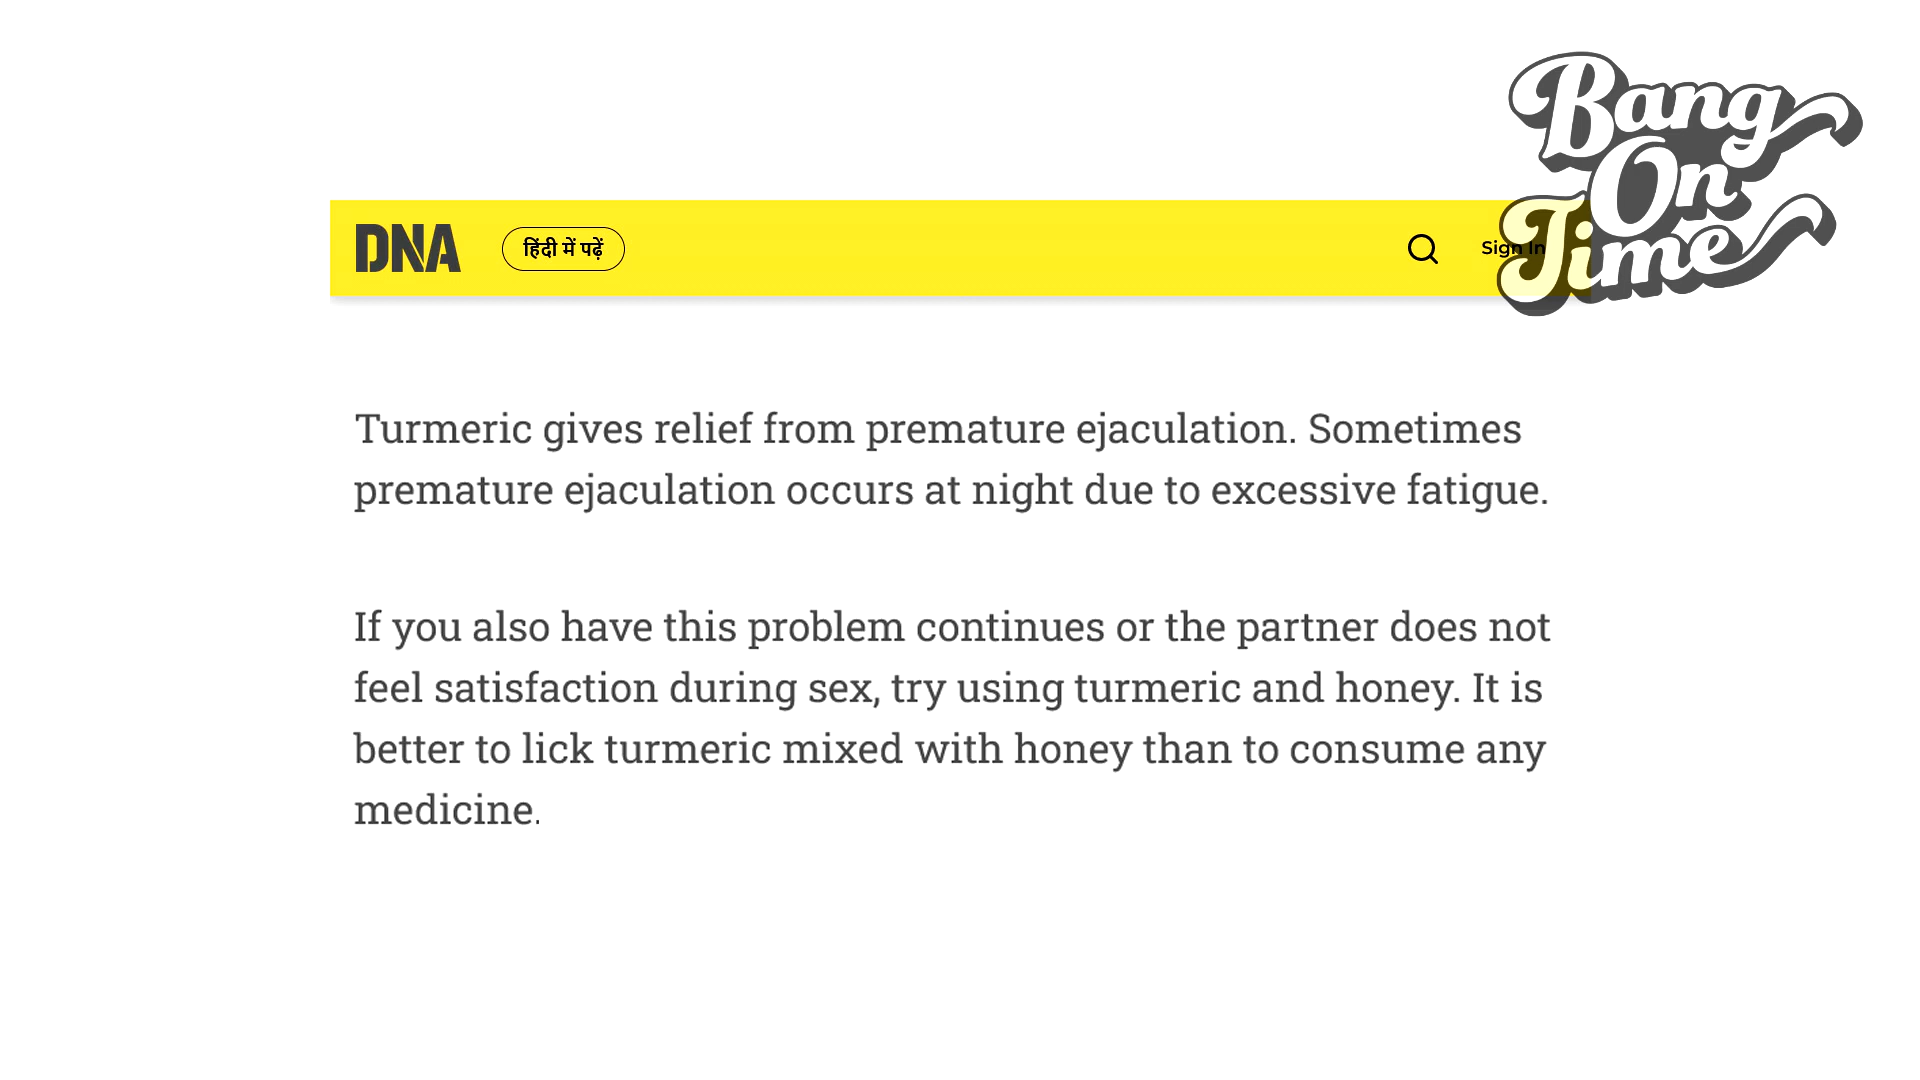 Bang
On
Time
DNA
हिंदी में पढ़ें
Sign In
Turmeric gives relief from premature ejaculation. Sometimes
premature ejaculation occurs at night due to excessive fatigue.
If you also have this problem continues or the partner does not
feel satisfaction during sex, try using turmeric and honey. It is
better to lick turmeric mixed with honey than to consume any
medicine.